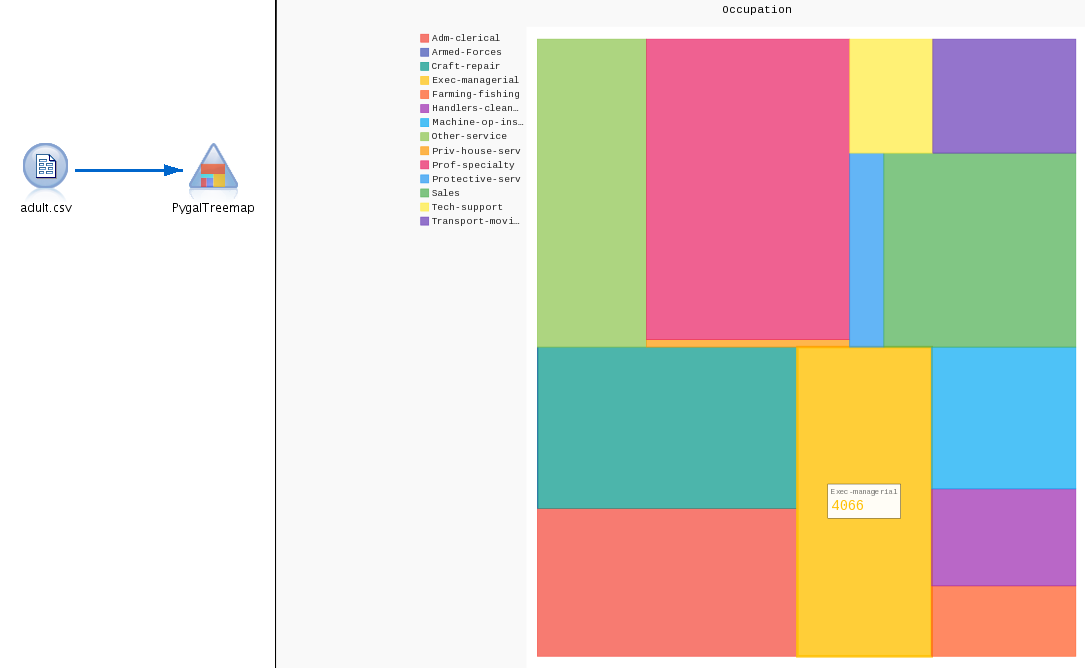 Occupation
Adm-clerical
Armed-Forces
Craft-repair
Exec-managerial
Farming-fishing
Handlers-clean…
Machine-op-ins…
Other-service
Priv-house-serv
Prof-specialty
Protective-serv
Sales
Tech-support
Transport-movi…
adult.csv
PygalTreemap
Exec-managerial
4066